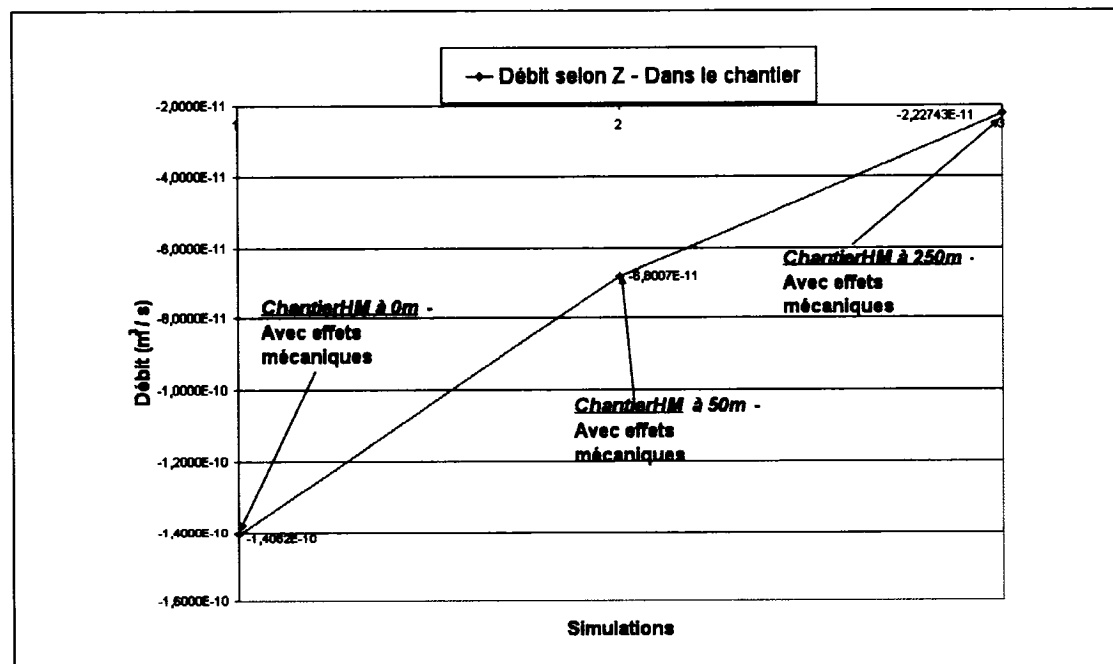 Débit selon Z - Dans le chantier
-2,0000E-11
-4,0000E-11
-6,0000E-11
-8,0000E-11
-1,0000E-10
-1,2000E-10
-1,4000E-10
-1,6000E-10
Débit (m³/ s)
2
3
-2,22743E-11
-6,8007E-11
-1,4062E-10
ChantierHM à 0m -
Avec effets
mécaniques
ChantierHM à 50m -
Avec effets
mécaniques
ChantierHM à 250m -
Avec effets
mécaniques
Simulations